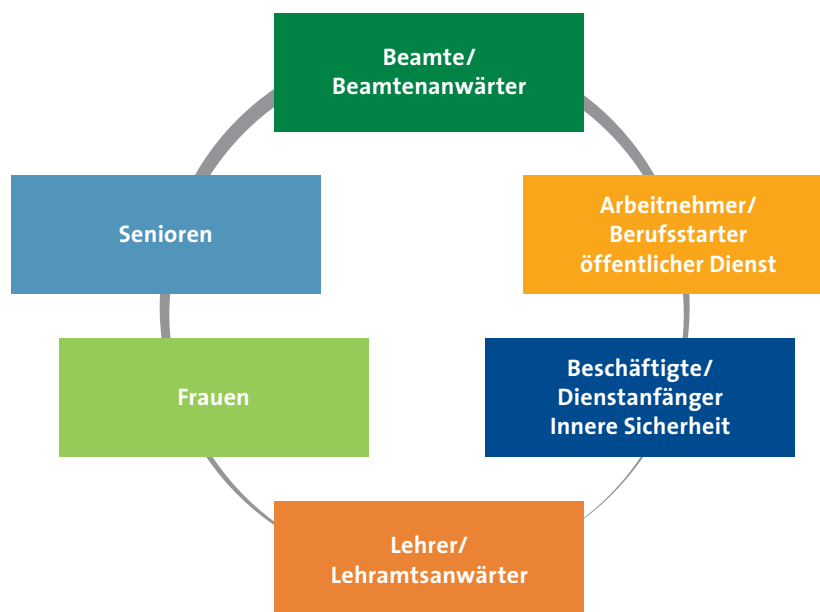 Beamte/
Beamtenanwärter
Senioren
Arbeitnehmer/
Berufsstarter
öffentlicher Dienst
Frauen
Beschäftigte/
Dienstanfänger
Innere Sicherheit
Lehrer/
Lehramtsanwärter